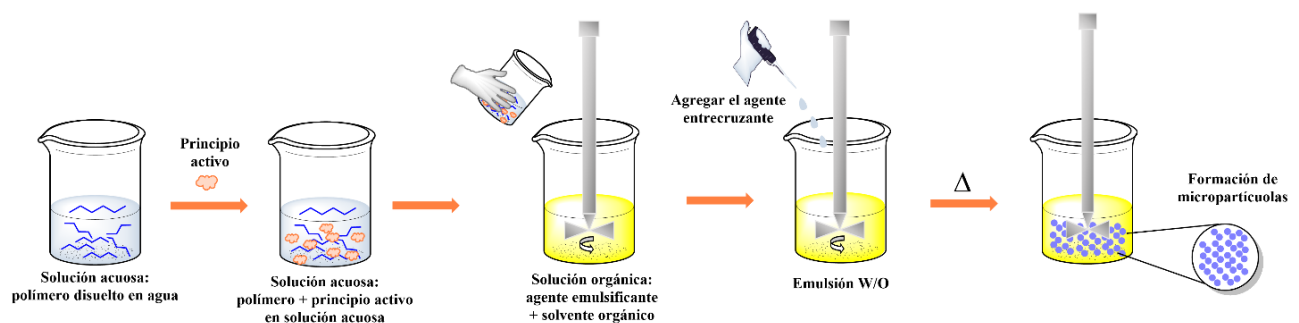 Solución acuosa:
polímero disuelto en agua
Principio
activo
Solución acuosa:
polímero + principio activo
en solución acuosa
Solución orgánica:
agente emulsificante
+ solvente orgánico
Agregar el agente
entrecruzante
Emulsión W/O
Δ
Formación de
micropartícuolas